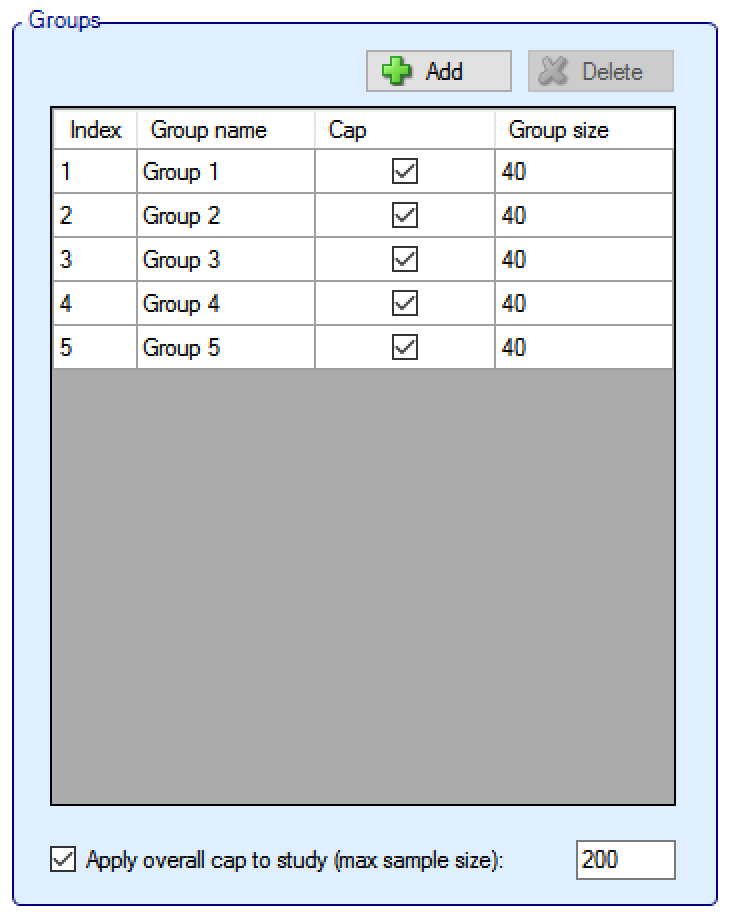 Groups
Add Delete
Index Group name Cap Group size
1 Group 1 40
2 Group 2 40
3 Group 3 40
4 Group 4 40
5 Group 5 40
Apply overall cap to study (max sample size): 200